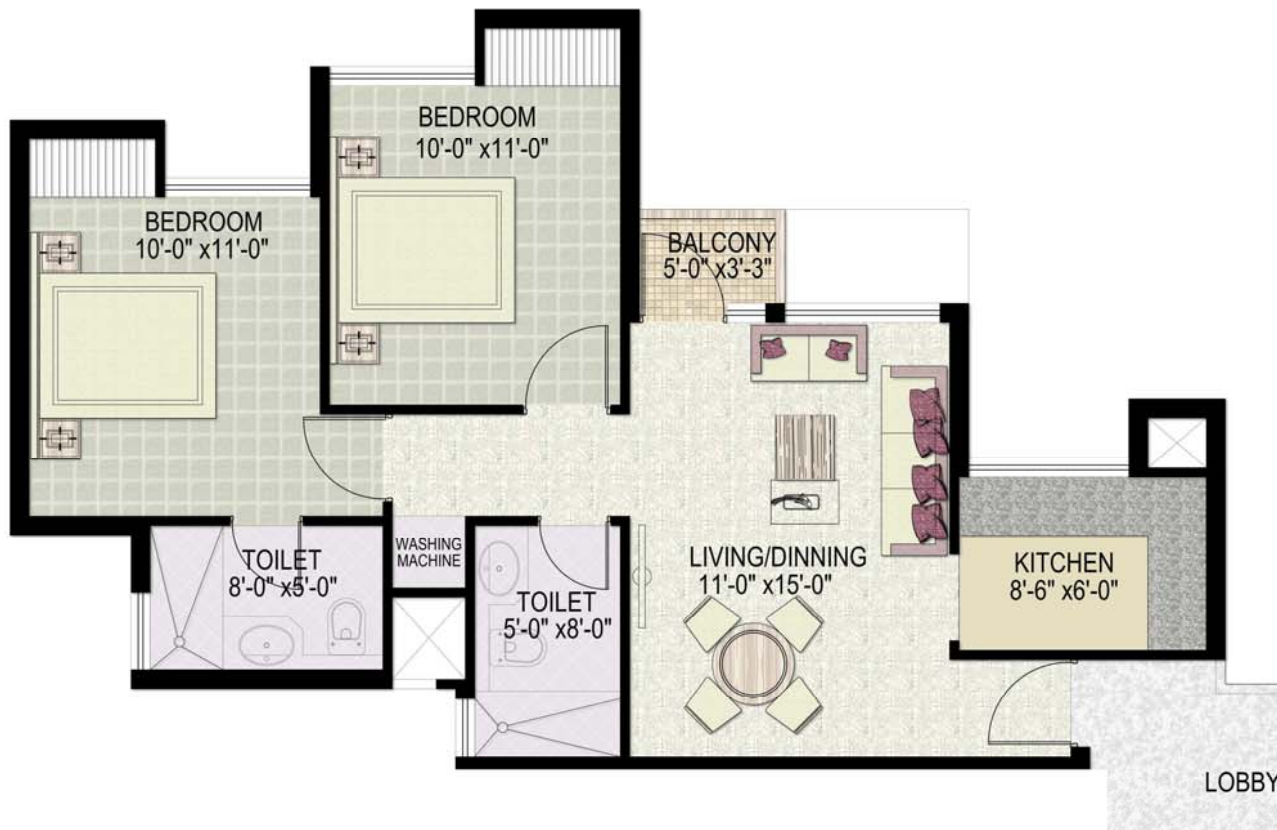 BEDROOM
10'-0" x11'-0"
BEDROOM
10'-0" x11'-0"
BALCONY
5'-0" x3'-3"
TOILET
8'-0" x5'-0"
WASHING
MACHINE
TOILET
5'-0" x8'-0"
LIVING/DINNING
11'-0" x15'-0"
KITCHEN
8'-6" x6'-0"
LOBBY